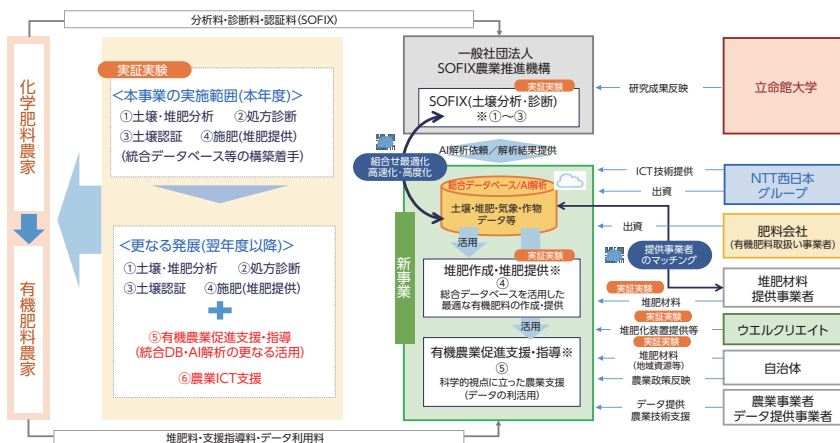 分析料・診断料・認証料(SOFIX)
化学肥料農家
有機肥料農家
実証実験
<本事業の実施範囲(本年度)>
①土壌・堆肥分析 ②処方診断
③土壌認証 ④施肥(堆肥提供)
(統合データベース等の構築着手)
<更なる発展(翌年度以降)>
①土壌・堆肥分析 ②処方診断
③土壌認証 ④施肥(堆肥提供)
⑤有機農業促進支援・指導
(統合DB・AI解析の更なる活用)
⑥農業ICT支援
一般社団法人
SOFIX農業推進機構
実証実験
SOFIX(土壌分析・診断)
※①～③
AI解析依頼／解析結果提供
組合せ最適化
高速化・高度化
新事業
総合データベース/AI解析
土壌・堆肥・気象・作物
データ等
活用
実証実験
堆肥作成・堆肥提供※
④
総合データベースを活用した
最適な有機肥料の作成・提供
活用
有機農業促進支援・指導※
⑤
科学的視点に立った農業支援
(データの利活用)
研究成果反映
立命館大学
ICT技術提供
出資
NTT西日本
グループ
出資
肥料会社
(有機肥料取扱い事業者)
提供事業者
のマッチング
実証実験
堆肥材料
堆肥材料
提供事業者
実証実験
堆肥化装置提供等
ウエルクリエイト
実証実験
堆肥材料
(地域資源等)
農業政策反映
自治体
データ提供
農業技術支援
農業事業者
データ提供事業者
堆肥料・支援指導料・データ利用料